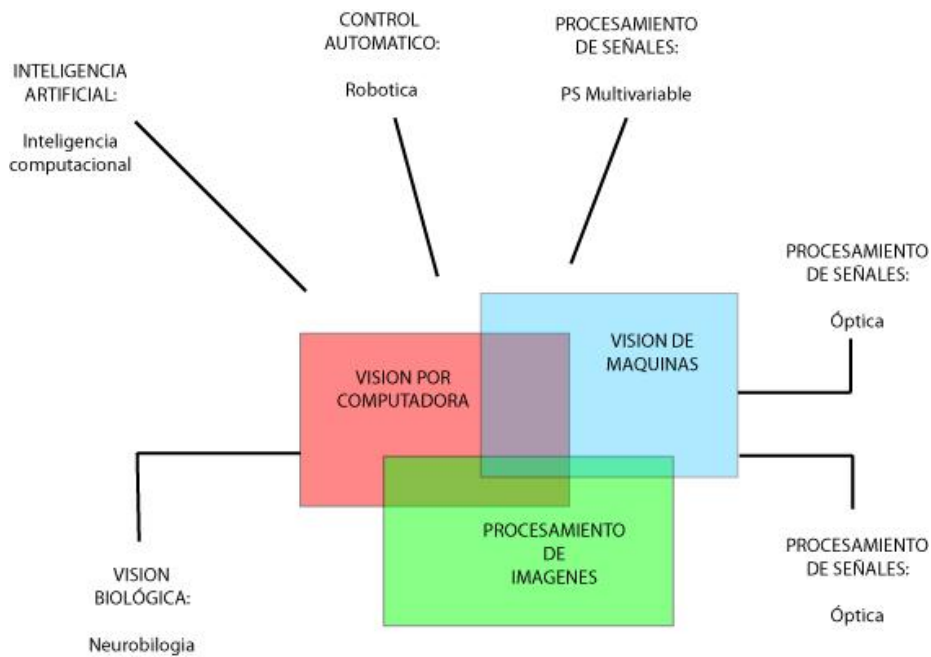 CONTROL
AUTOMATICO:
Robotica
PROCESAMIENTO
DE SEÑALES:
PS Multivariable
INTELIGENCIA
ARTIFICIAL:
Inteligencia
computacional
PROCESAMIENTO
DE SEÑALES:
Óptica
VISION DE
MAQUINAS
VISION POR
COMPUTADORA
PROCESAMIENTO
DE
IMAGENES
PROCESAMIENTO
DE SEÑALES:
Óptica
VISION
BIOLÓGICA:
Neurobilogia